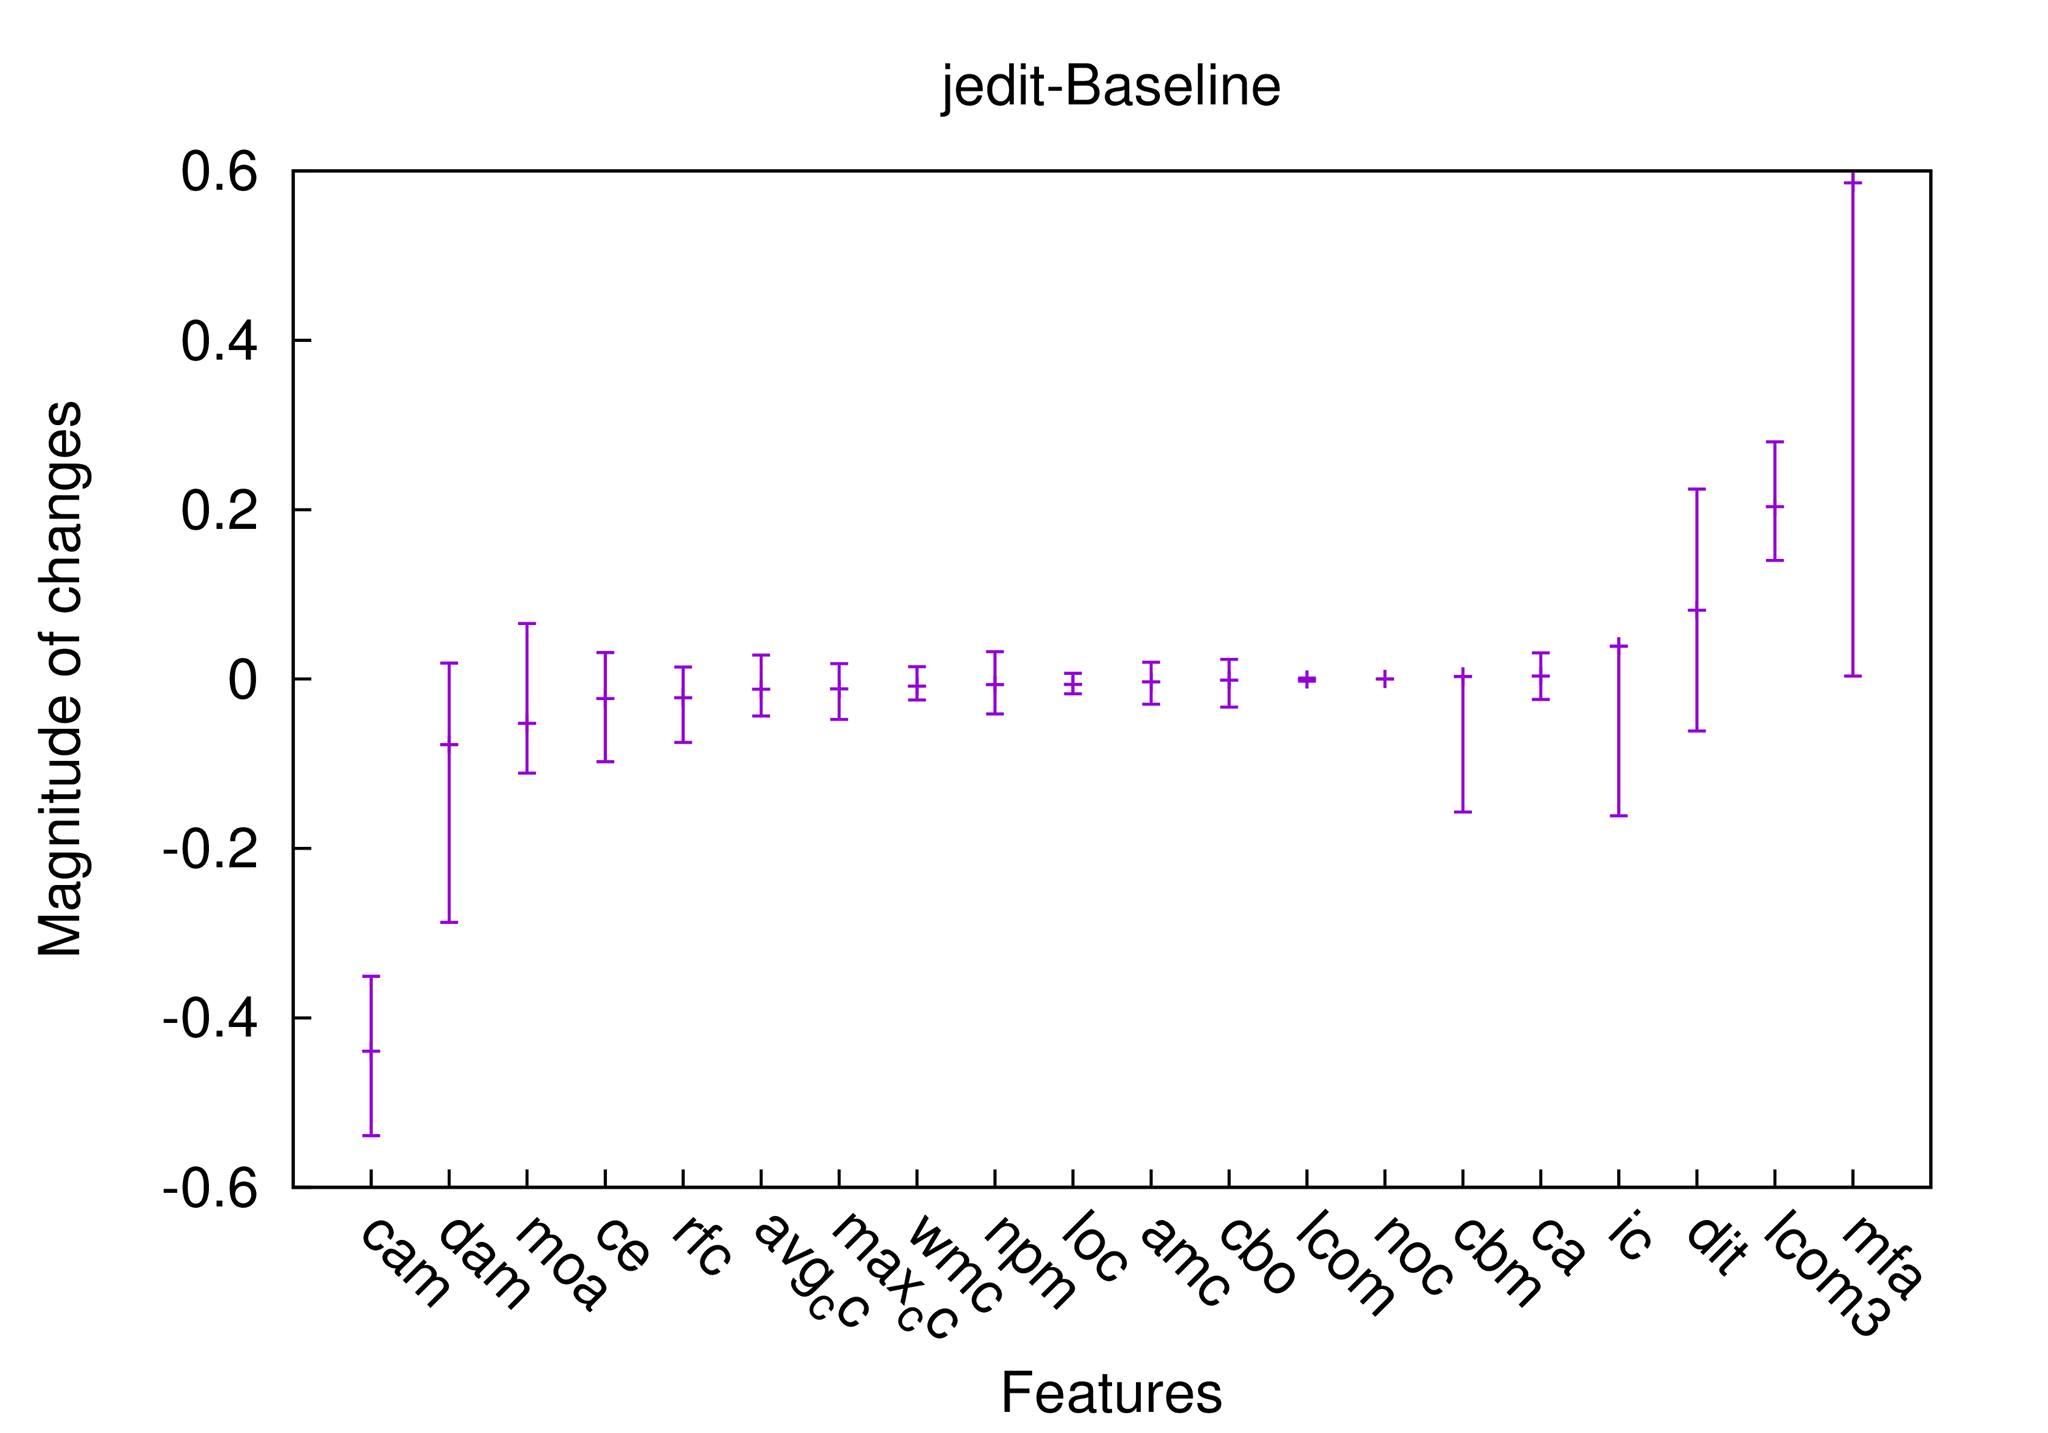 jedit-Baseline
0.6
0.4
0.2
0
-0.2
-0.4
-0.6
Magnitude of changes
cam
dam
moa
ce
rfc
avgcc
maxcc
wmc
npm
loc
amc
cbo
lcom
noc
cbm
ca
ic
dit
lcom3
mfa
Features